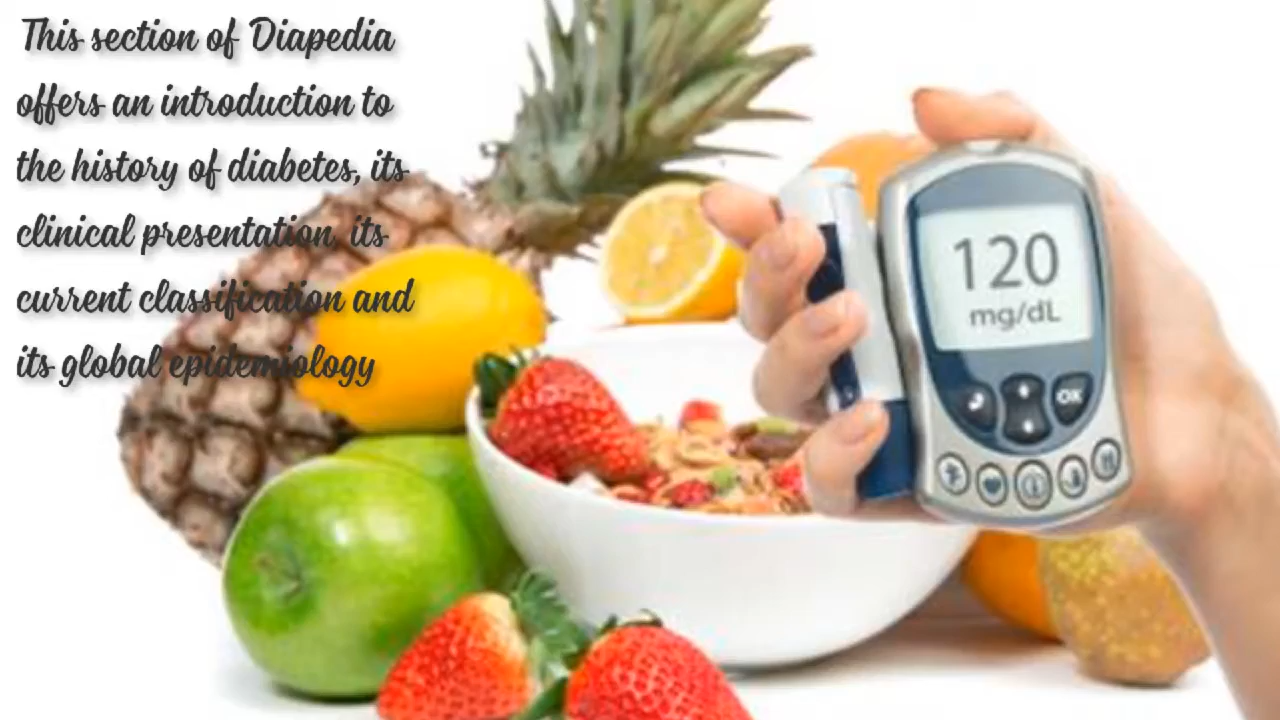 This section of Diapedia
offers an introduction to
the history of diabetes, its
clinical presentation, its
current classification and
its global epidemiology
120
mg/dL
OK